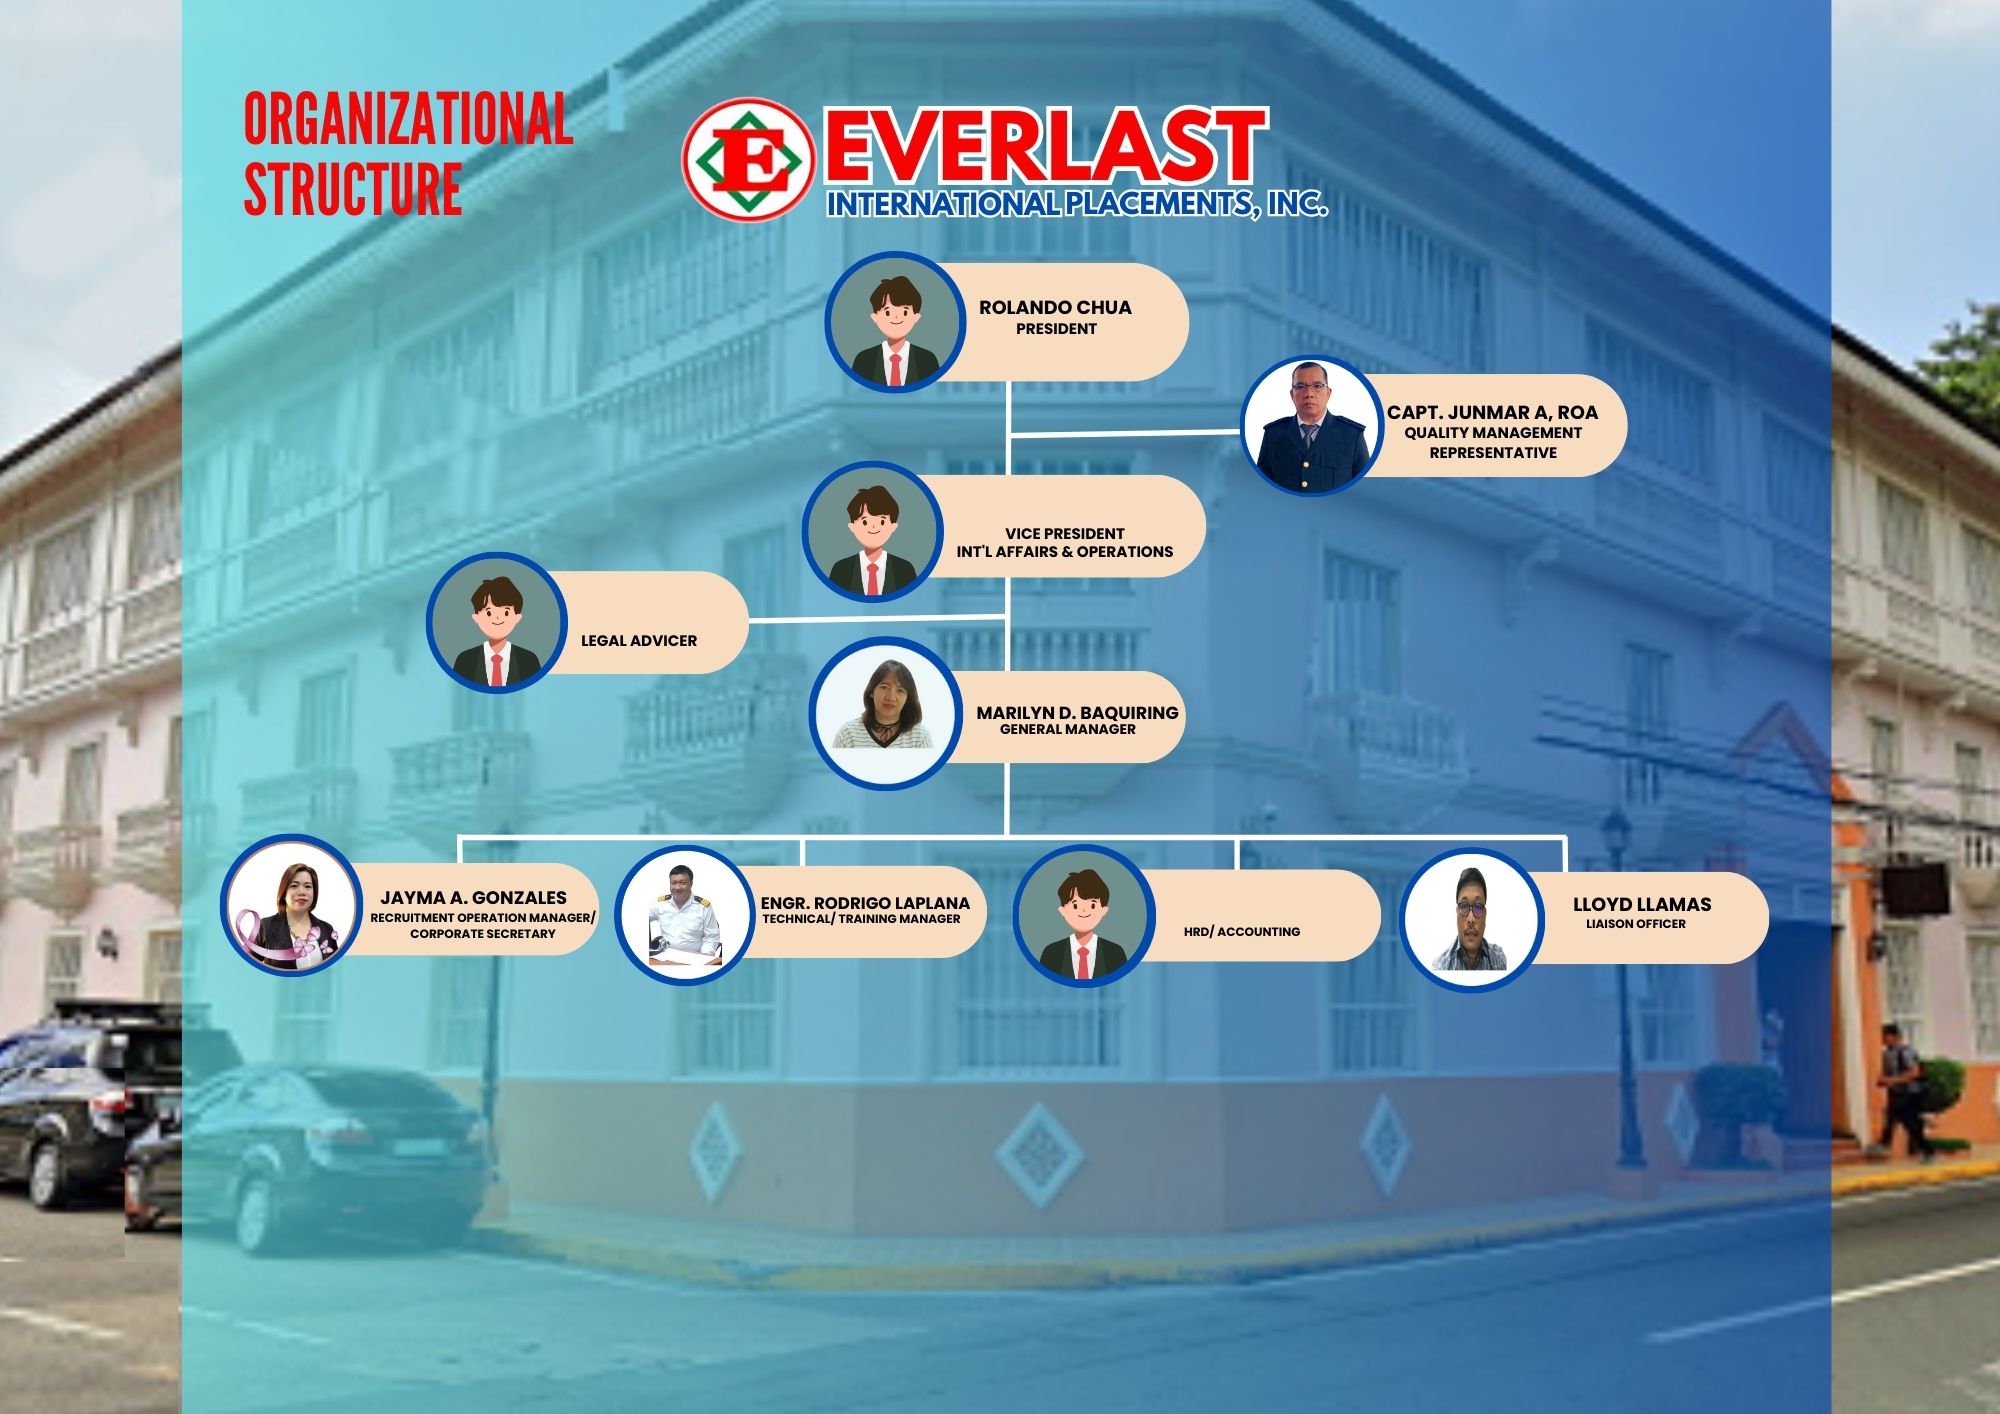 ORGANIZATIONAL
STRUCTURE
E
EVERLAST
INTERNATIONAL PLACEMENTS, INC.
ROLANDO CHUA
PRESIDENT
CAPT. JUNMAR A, ROA
QUALITY MANAGEMENT
REPRESENTATIVE
VICE PRESIDENT
INT'L AFFAIRS & OPERATIONS
LEGAL ADVICER
MARILYN D. BAQUIRING
GENERAL MANAGER
JAYMA A. GONZALES
RECRUITMENT OPERATION MANAGER/
CORPORATE SECRETARY
ENGR. RODRIGO LAPLANA
TECHNICAL/ TRAINING MANAGER
HRD/ ACCOUNTING
LLOYD LLAMAS
LIAISON OFFICER